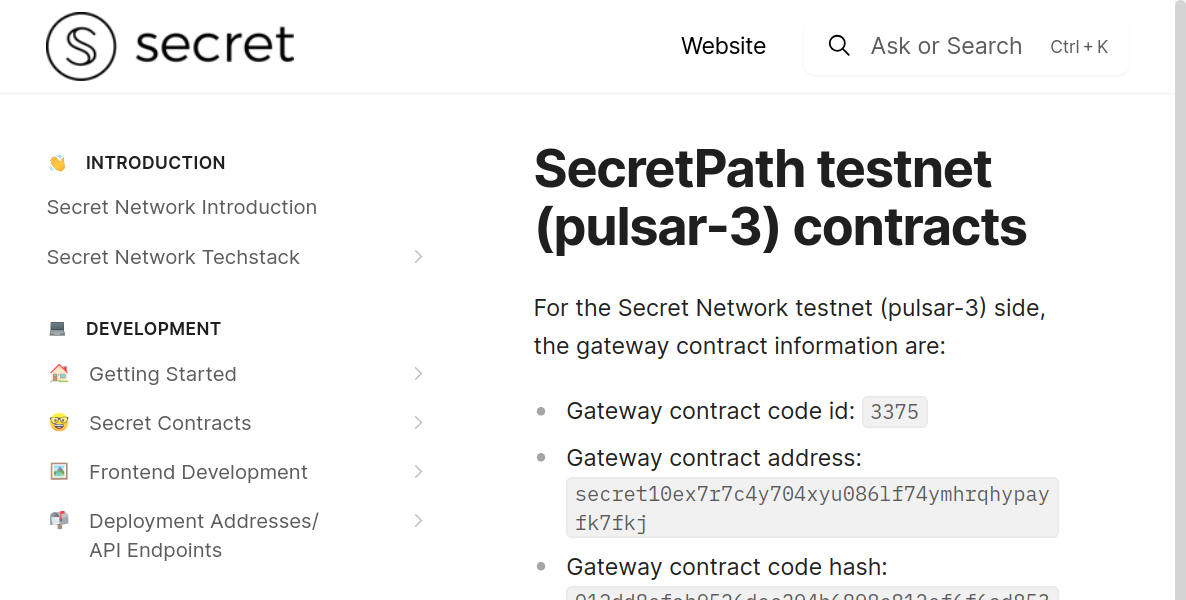 secret
Website
Ask or Search
Ctrl + K
INTRODUCTION
Secret Network Introduction
Secret Network Techstack
DEVELOPMENT
Getting Started
Secret Contracts
Frontend Development
Deployment Addresses/
API Endpoints
SecretPath testnet
(pulsar-3) contracts
For the Secret Network testnet (pulsar-3) side,
the gateway contract information are:
Gateway contract code id: 3375
Gateway contract address:
secret10ex7r7c4y704xyu086lf74ymhrqhypay
fk7fkj
Gateway contract code hash: